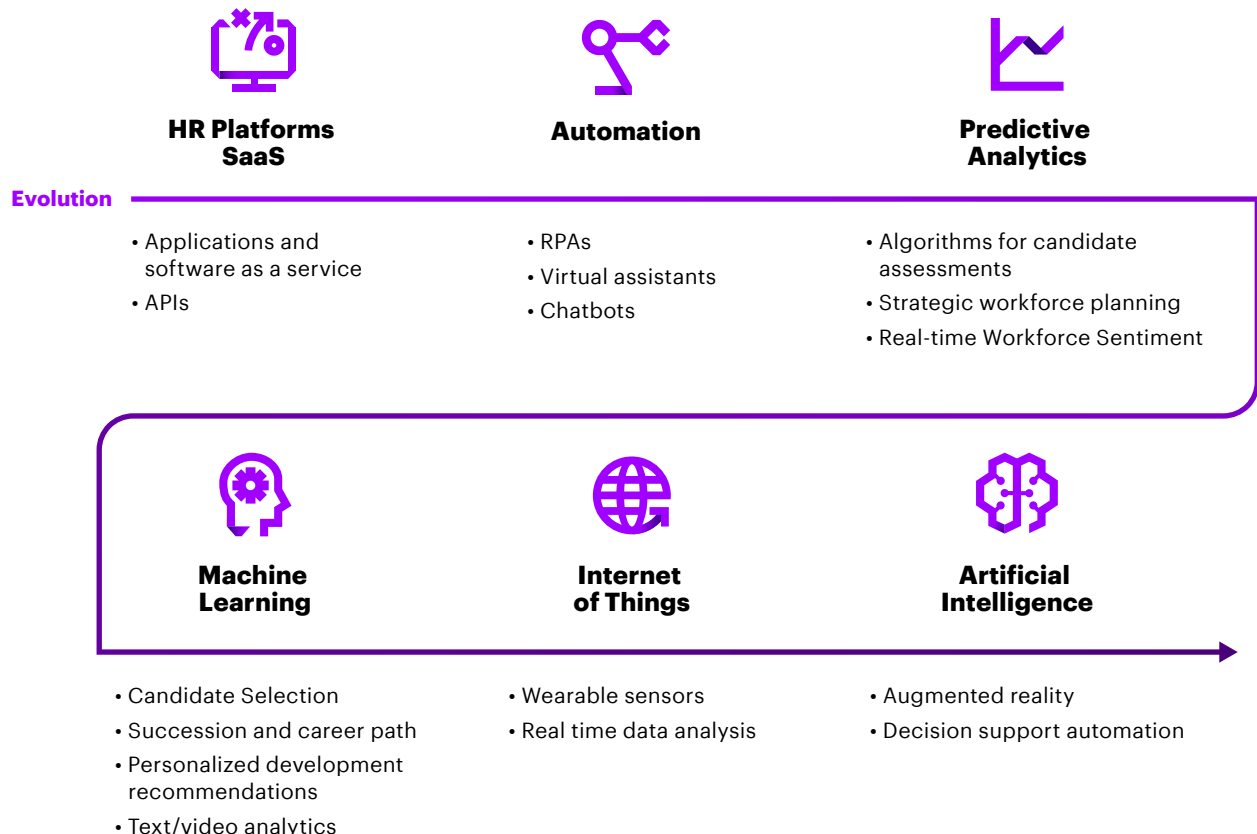 HR Platforms
SaaS
Automation
Predictive
Analytics
Evolution
• Applications and
software as a service
• APIs
• RPAs
• Virtual assistants
• Chatbots
• Algorithms for candidate
assessments
• Strategic workforce planning
• Real-time Workforce Sentiment
Machine
Learning
Internet
of Things
Artificial
Intelligence
• Candidate Selection
• Succession and career path
• Personalized development
recommendations
• Text/video analytics
• Wearable sensors
• Real time data analysis
• Augmented reality
• Decision support automation